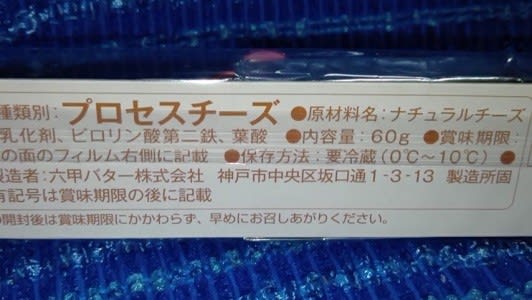 種類別：プロセスチーズ ●原材料名：ナチュラルチーズ
乳化剤、ピロリン酸第二鉄、葉酸 ●内容量：60g ●賞味期限：
の面のフィルム右側に記載 ●保存方法：要冷蔵（0℃〜10℃）●
製造者：六甲バター株式会社 神戸市中央区坂口通1-3-13 製造所固
有記号は賞味期限の後に記載
開封後は賞味期限にかかわらず、早めにお召しあがりください。